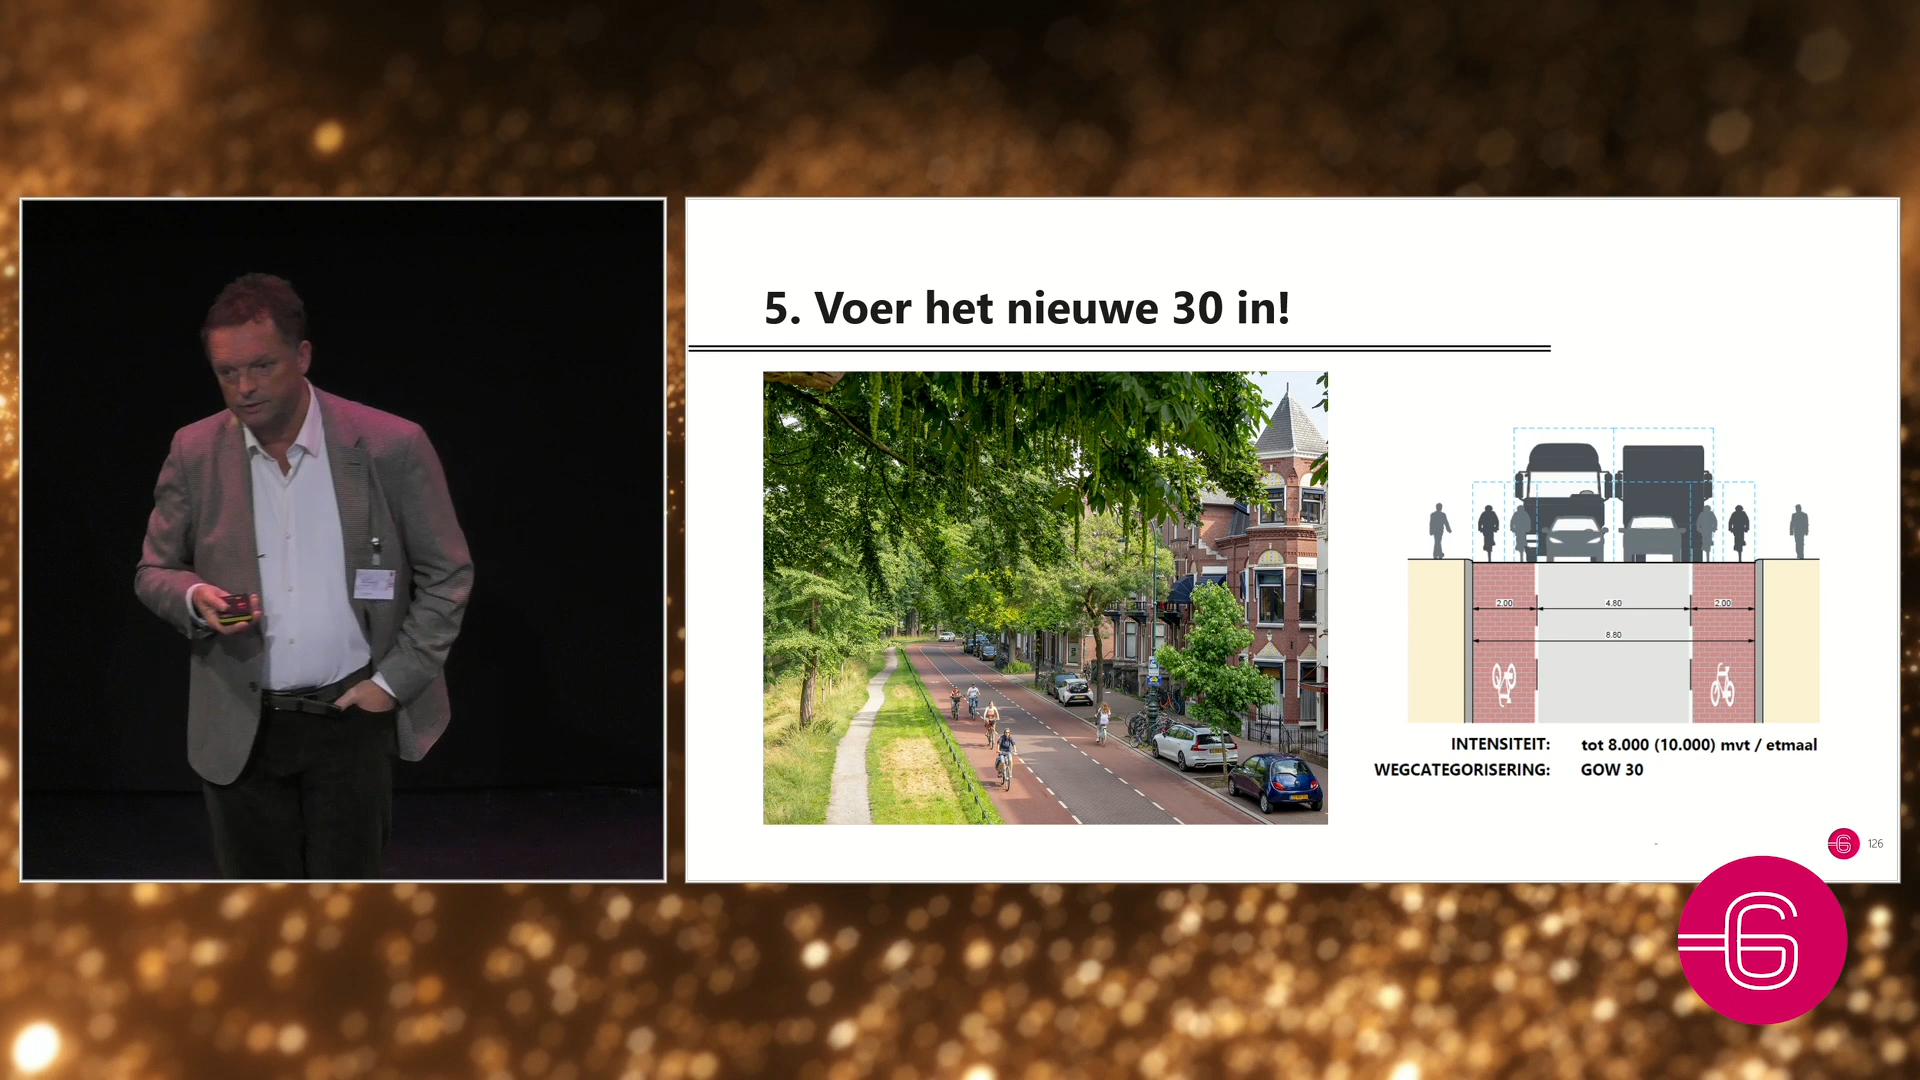 5. Voer het nieuwe 30 in!
2.00
4.80
2.00
8.80
INTENSITEIT: tot 8.000 (10.000) mvt / etmaal
WEGCATEGORISERING: GOW 30
126